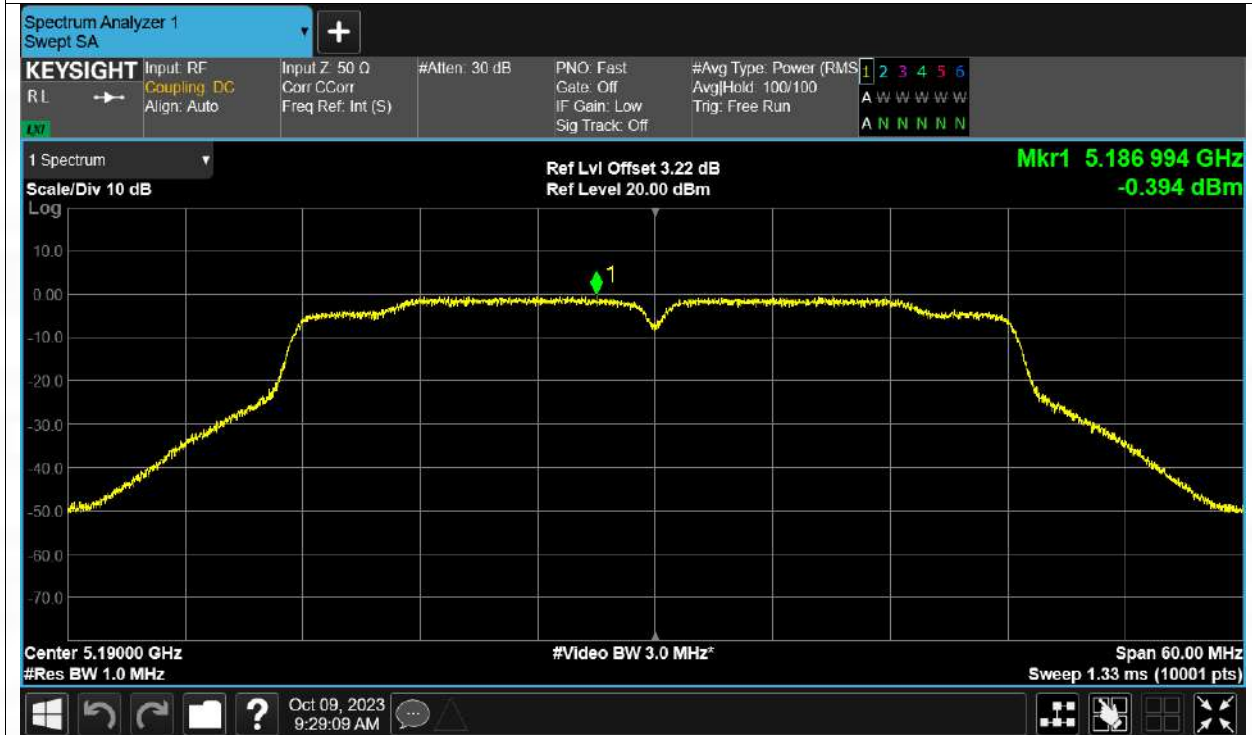 Spectrum Analyzer 1
Swept SA
+
KEYSIGHT
RL
LXI
Input: RF
Coupling: DC
Align: Auto
Input Z: 50 Ω
Corr CCorr
Freq Ref: Int (S)
#Atten: 30 dB
PNO: Fast
Gate: Off
IF Gain: Low
Sig Track: Off
#Avg Type: Power (RMS
Avg|Hold: 100/100
Trig: Free Run
1 2 3 4 5 6
A W W W W W
A N N N N N
1 Spectrum
Scale/Div 10 dB
Log
Ref Lvl Offset 3.22 dB
Ref Level 20.00 dBm
Mkr1 5.186 994 GHz
-0.394 dBm
10.0
1
0.00
-10.0
-20.0
-30.0
-40.0
-50.0
-60.0
-70.0
Center 5.19000 GHz
#Res BW 1.0 MHz
#Video BW 3.0 MHz*
Span 60.00 MHz
Sweep 1.33 ms (10001 pts)
?
Oct 09, 2023
9:29:09 AM